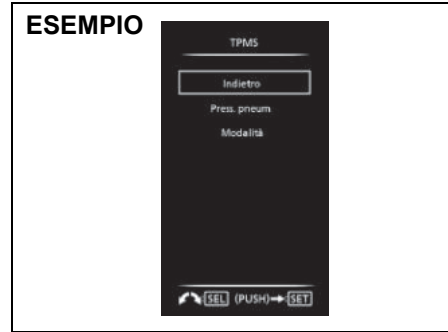 ESEMPIO
TPMS
Indietro
Press. pneum
Modalità
SEL (PUSH) SET